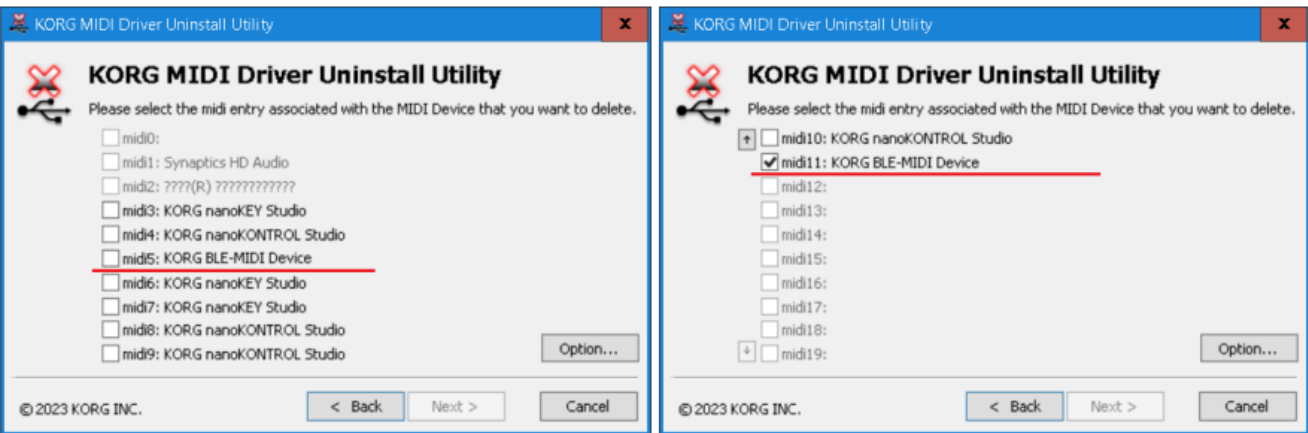 KORG MIDI Driver Uninstall Utility
x
KORG MIDI Driver Uninstall Utility
Please select the midi entry associated with the MIDI Device that you want to delete.
midi0:
midi1: Synaptics HD Audio
midi2: ????(R) ????????????
midi3: KORG nanoKEY Studio
midi4: KORG nanoKONTROL Studio
midi5: KORG BLE-MIDI Device
midi6: KORG nanoKEY Studio
midi7: KORG nanoKEY Studio
midi8: KORG nanoKONTROL Studio
midi9: KORG nanoKONTROL Studio
Option...
© 2023 KORG INC.
< Back
Next >
Cancel
KORG MIDI Driver Uninstall Utility
x
KORG MIDI Driver Uninstall Utility
Please select the midi entry associated with the MIDI Device that you want to delete.
midi10: KORG nanoKONTROL Studio
midi11: KORG BLE-MIDI Device
midi12:
midi13:
midi14:
midi15:
midi16:
midi17:
midi18:
midi19:
Option...
© 2023 KORG INC.
< Back
Next >
Cancel